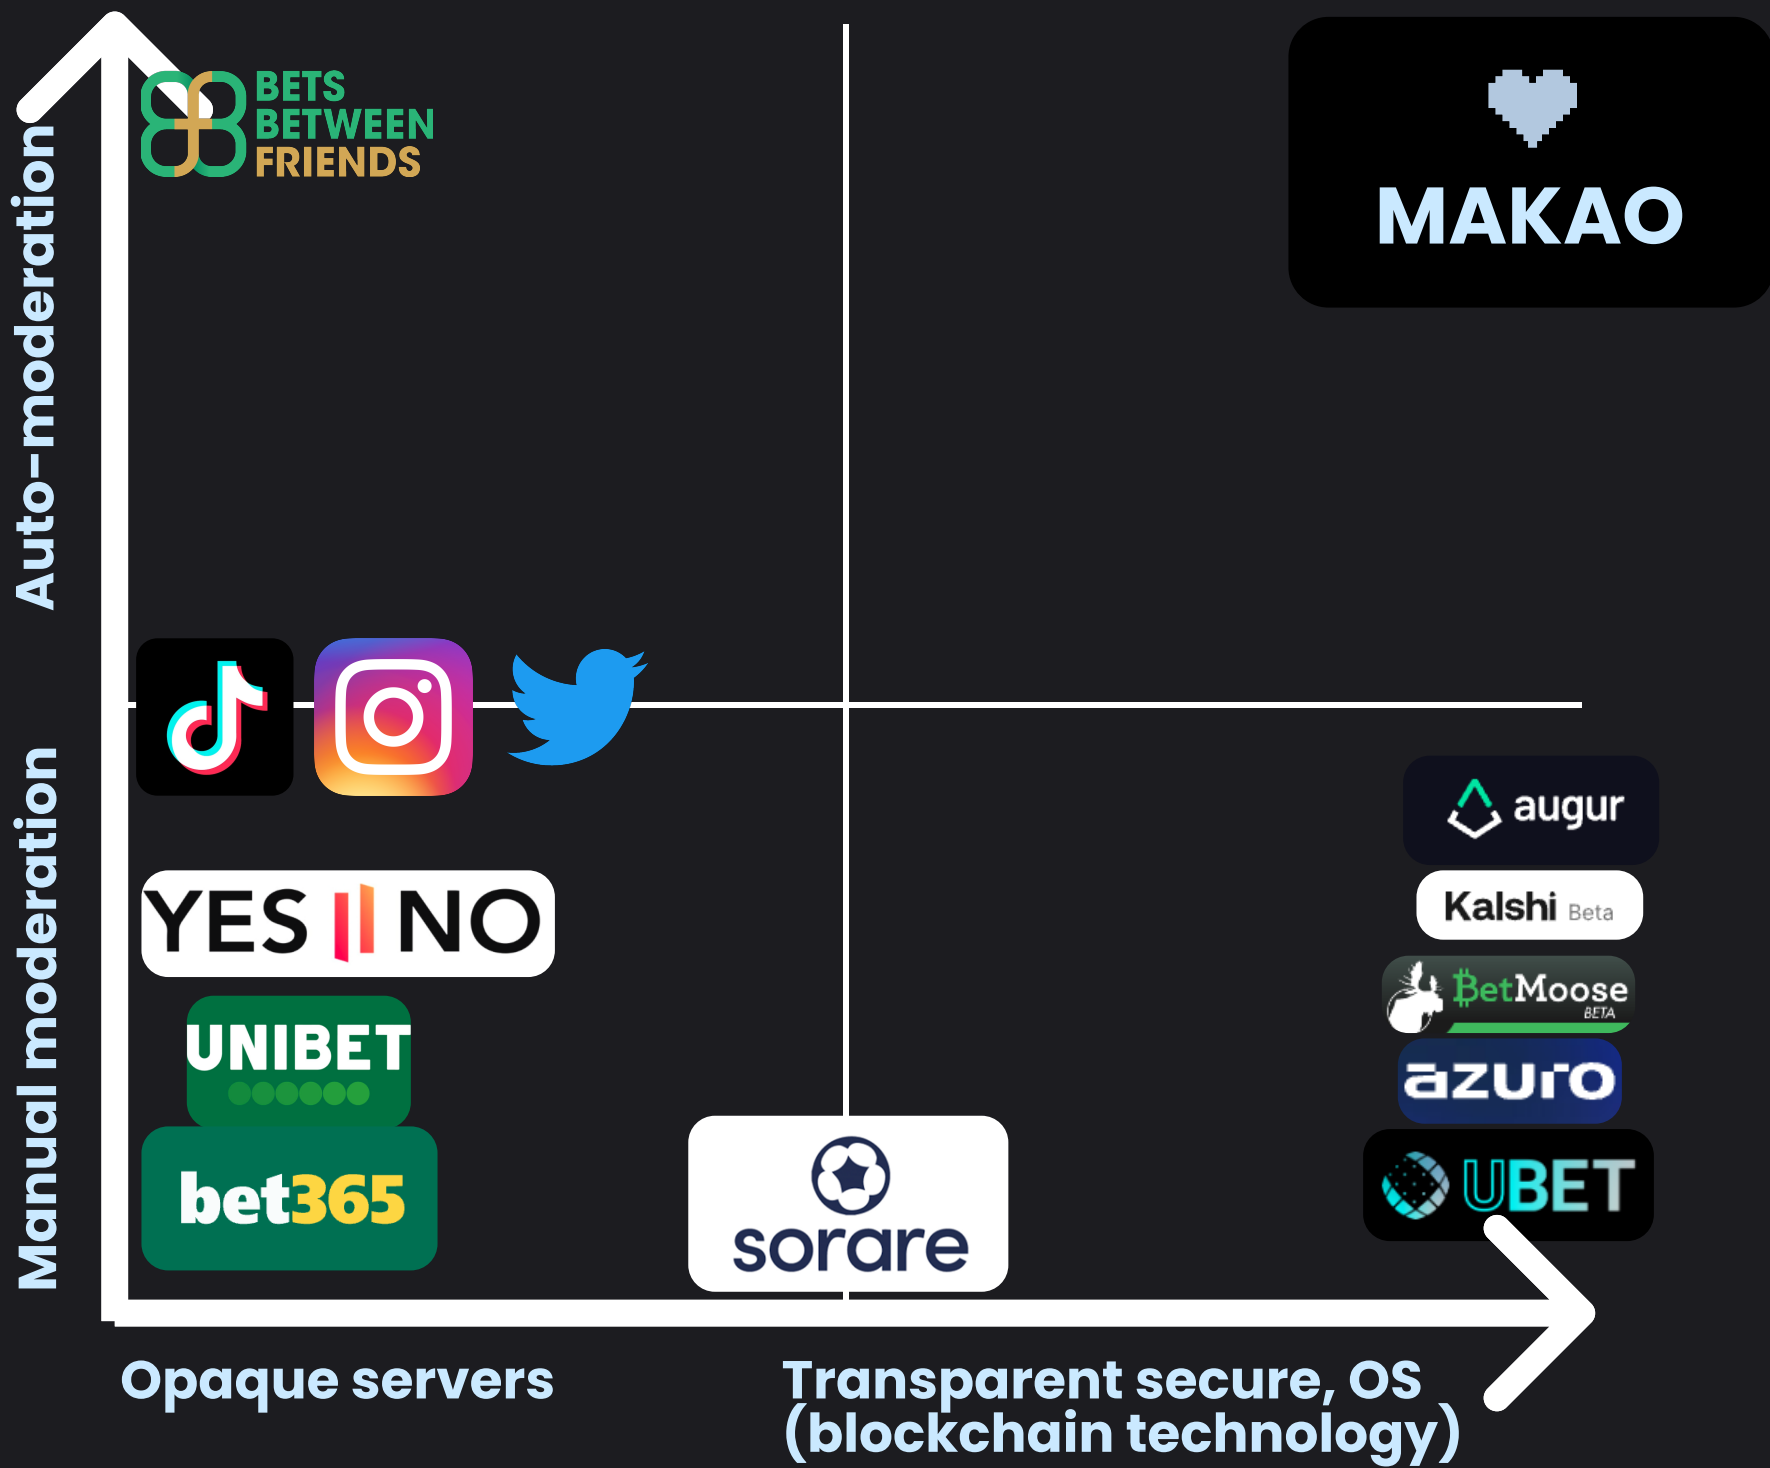 BETS
BETWEEN
FRIENDS
MAKAO
Auto-moderation
Manual moderation
augur
YES NO
Kalshi Beta
BetMoose
BETA
UNIBET
azuro
bet365
UBET
sorare
Opaque servers
Transparent secure, OS
(blockchain technology)